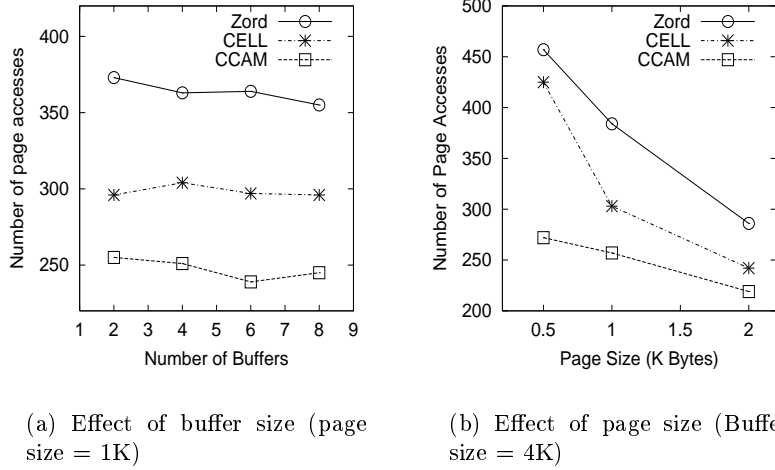 400
350
300
250
1 2 3 4 5 6 7 8 9
Number of page accesses
Number of Buffers
Zord
CELL
CCAM
500
450
400
350
300
250
200
0.5 1 1.5 2
Number of Page Accesses
Page Size (K Bytes)
Zord
CELL
CCAM
(a) Effect of buffer size (page
size = 1K)
(b) Effect of page size (Buffe
size = 4K)